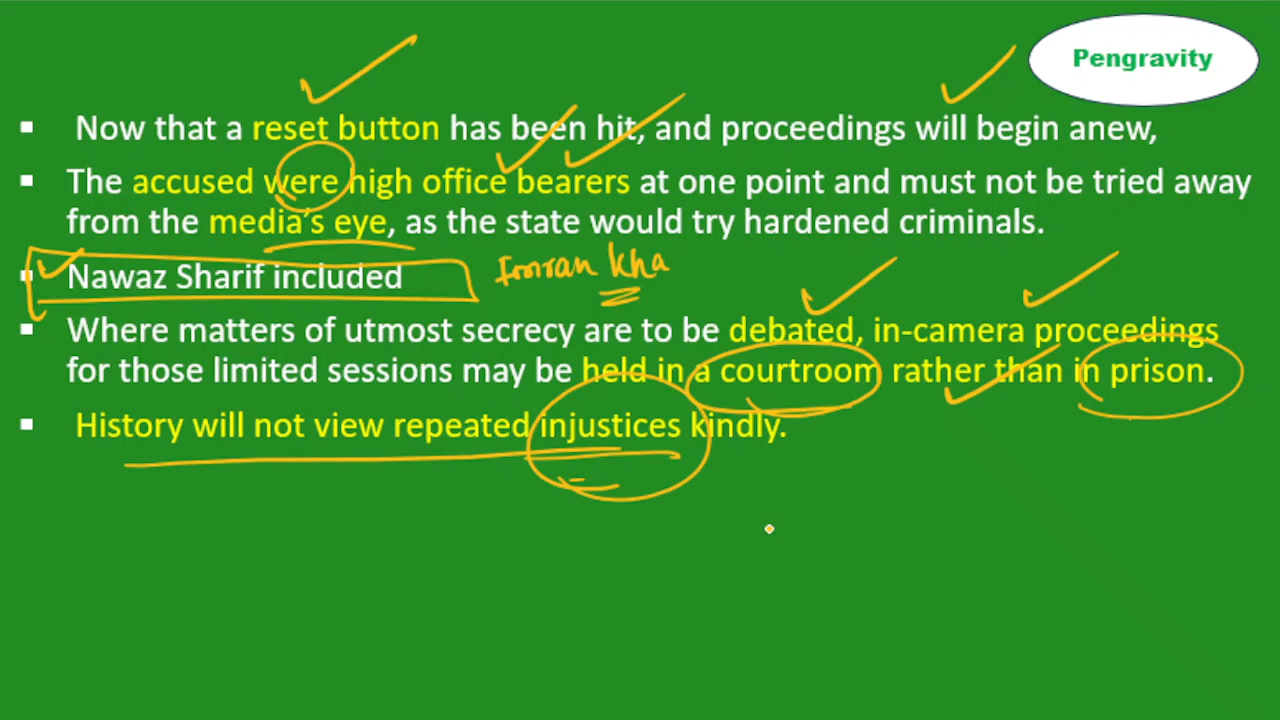 Pengravity
Now that a reset button has been hit, and proceedings will begin anew,
The accused were high office bearers at one point and must not be tried away
from the media's eye, as the state would try hardened criminals.
Nawaz Sharif included
Imran kha
Where matters of utmost secrecy are to be debated, in-camera proceedings
for those limited sessions may be held in a courtroom rather than in prison.
History will not view repeated injustices kindly.